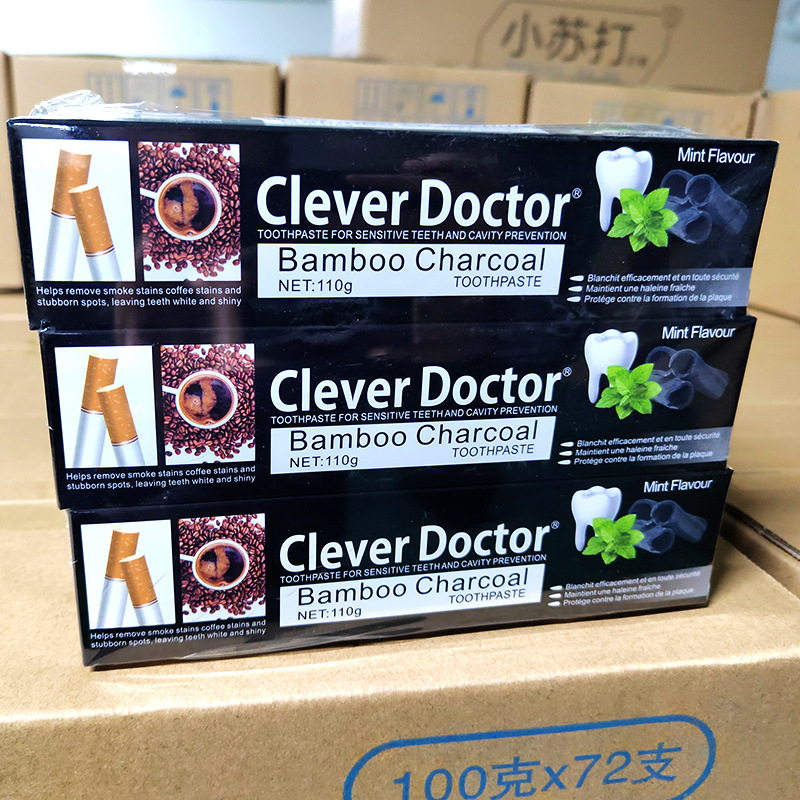 小苏打
Mint Flavour
Clever Doctor®
TOOTHPASTE FOR SENSITIVE TEETH AND CAVITY PREVENTION
Bamboo Charcoal
NET:110g TOOTHPASTE
Helps remove smoke stains coffee stains and
stubborn spots, leaving teeth white and shiny
Blanchit efficacement et en toute sécurité
Maintient une haleine fraîche
Protége contre la formation de la plaque
Mint Flavour
Clever Doctor®
TOOTHPASTE FOR SENSITIVE TEETH AND CAVITY PREVENTION
Bamboo Charcoal
NET:110g TOOTHPASTE
Helps remove smoke stains coffee stains and
stubborn spots, leaving teeth white and shiny
Blanchit efficacement et en toute sécurité
Maintient une haleine fraîche
Protége contre la formation de la plaque
Mint Flavour
Clever Doctor®
TOOTHPASTE FOR SENSITIVE TEETH AND CAVITY PREVENTION
Bamboo Charcoal
NET:110g TOOTHPASTE
Helps remove smoke stains coffee stains and
stubborn spots, leaving teeth white and shiny
Blanchit efficacement et en toute sécurité
Maintient une haleine fraîche
Protége contre la formation de la plaque
100克x72支